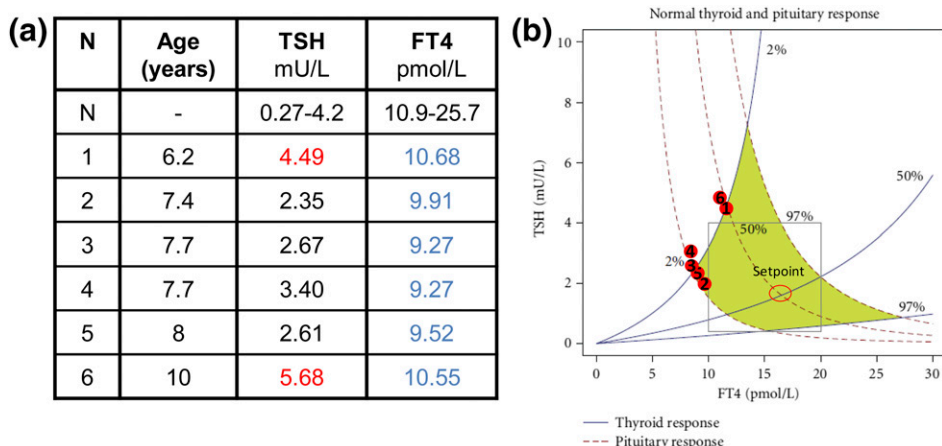 (a)
N Age (years) TSH mU/L FT4 pmol/L
N - 0.27-4.2 10.9-25.7
1 6.2 4.49 10.68
2 7.4 2.35 9.91
3 7.7 2.67 9.27
4 7.7 3.40 9.27
5 8 2.61 9.52
6 10 5.68 10.55
(b)
Normal thyroid and pituitary response
10
8
6
4
2
0
TSH (mU/L)
2%
50%
97%
50%
2%
97%
6
1
4
3
5
2
Setpoint
0 5 10 15 20 25 30
FT4 (pmol/L)
Thyroid response
Pituitary response